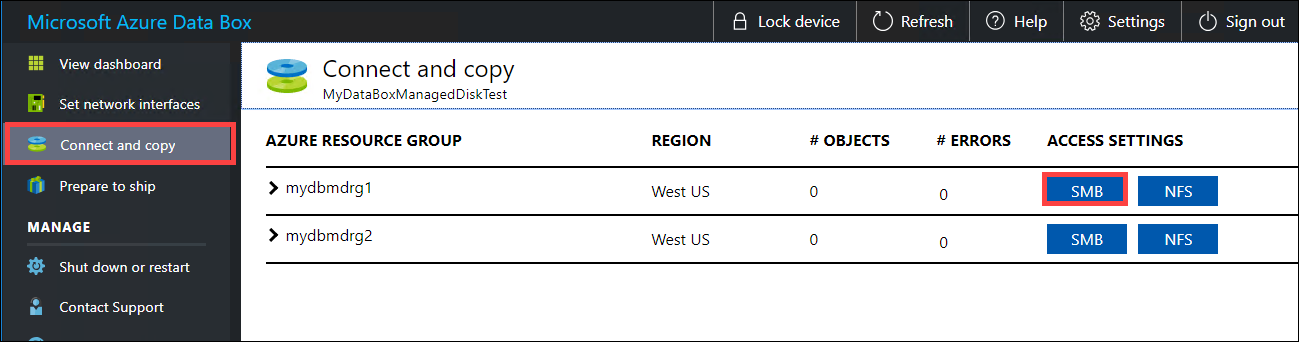 Microsoft Azure Data Box
Lock device
Refresh
Help
Settings
Sign out
View dashboard
Set network interfaces
Connect and copy
Prepare to ship
MANAGE
Shut down or restart
Contact Support
Connect and copy
MyDataBoxManagedDiskTest
AZURE RESOURCE GROUP REGION # OBJECTS # ERRORS ACCESS SETTINGS
mydbmdrg1 West US 0 0 SMB NFS
mydbmdrg2 West US 0 0 SMB NFS